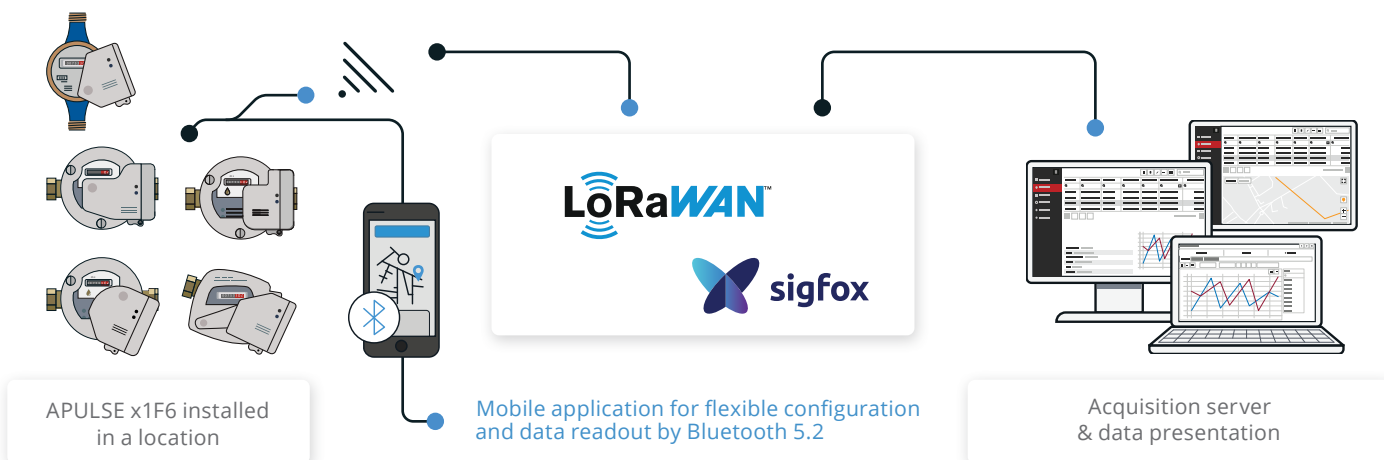 LoRaWAN™
sigfox
APULSE x1F6 installed
in a location
Mobile application for flexible configuration
and data readout by Bluetooth 5.2
Acquisition server
& data presentation